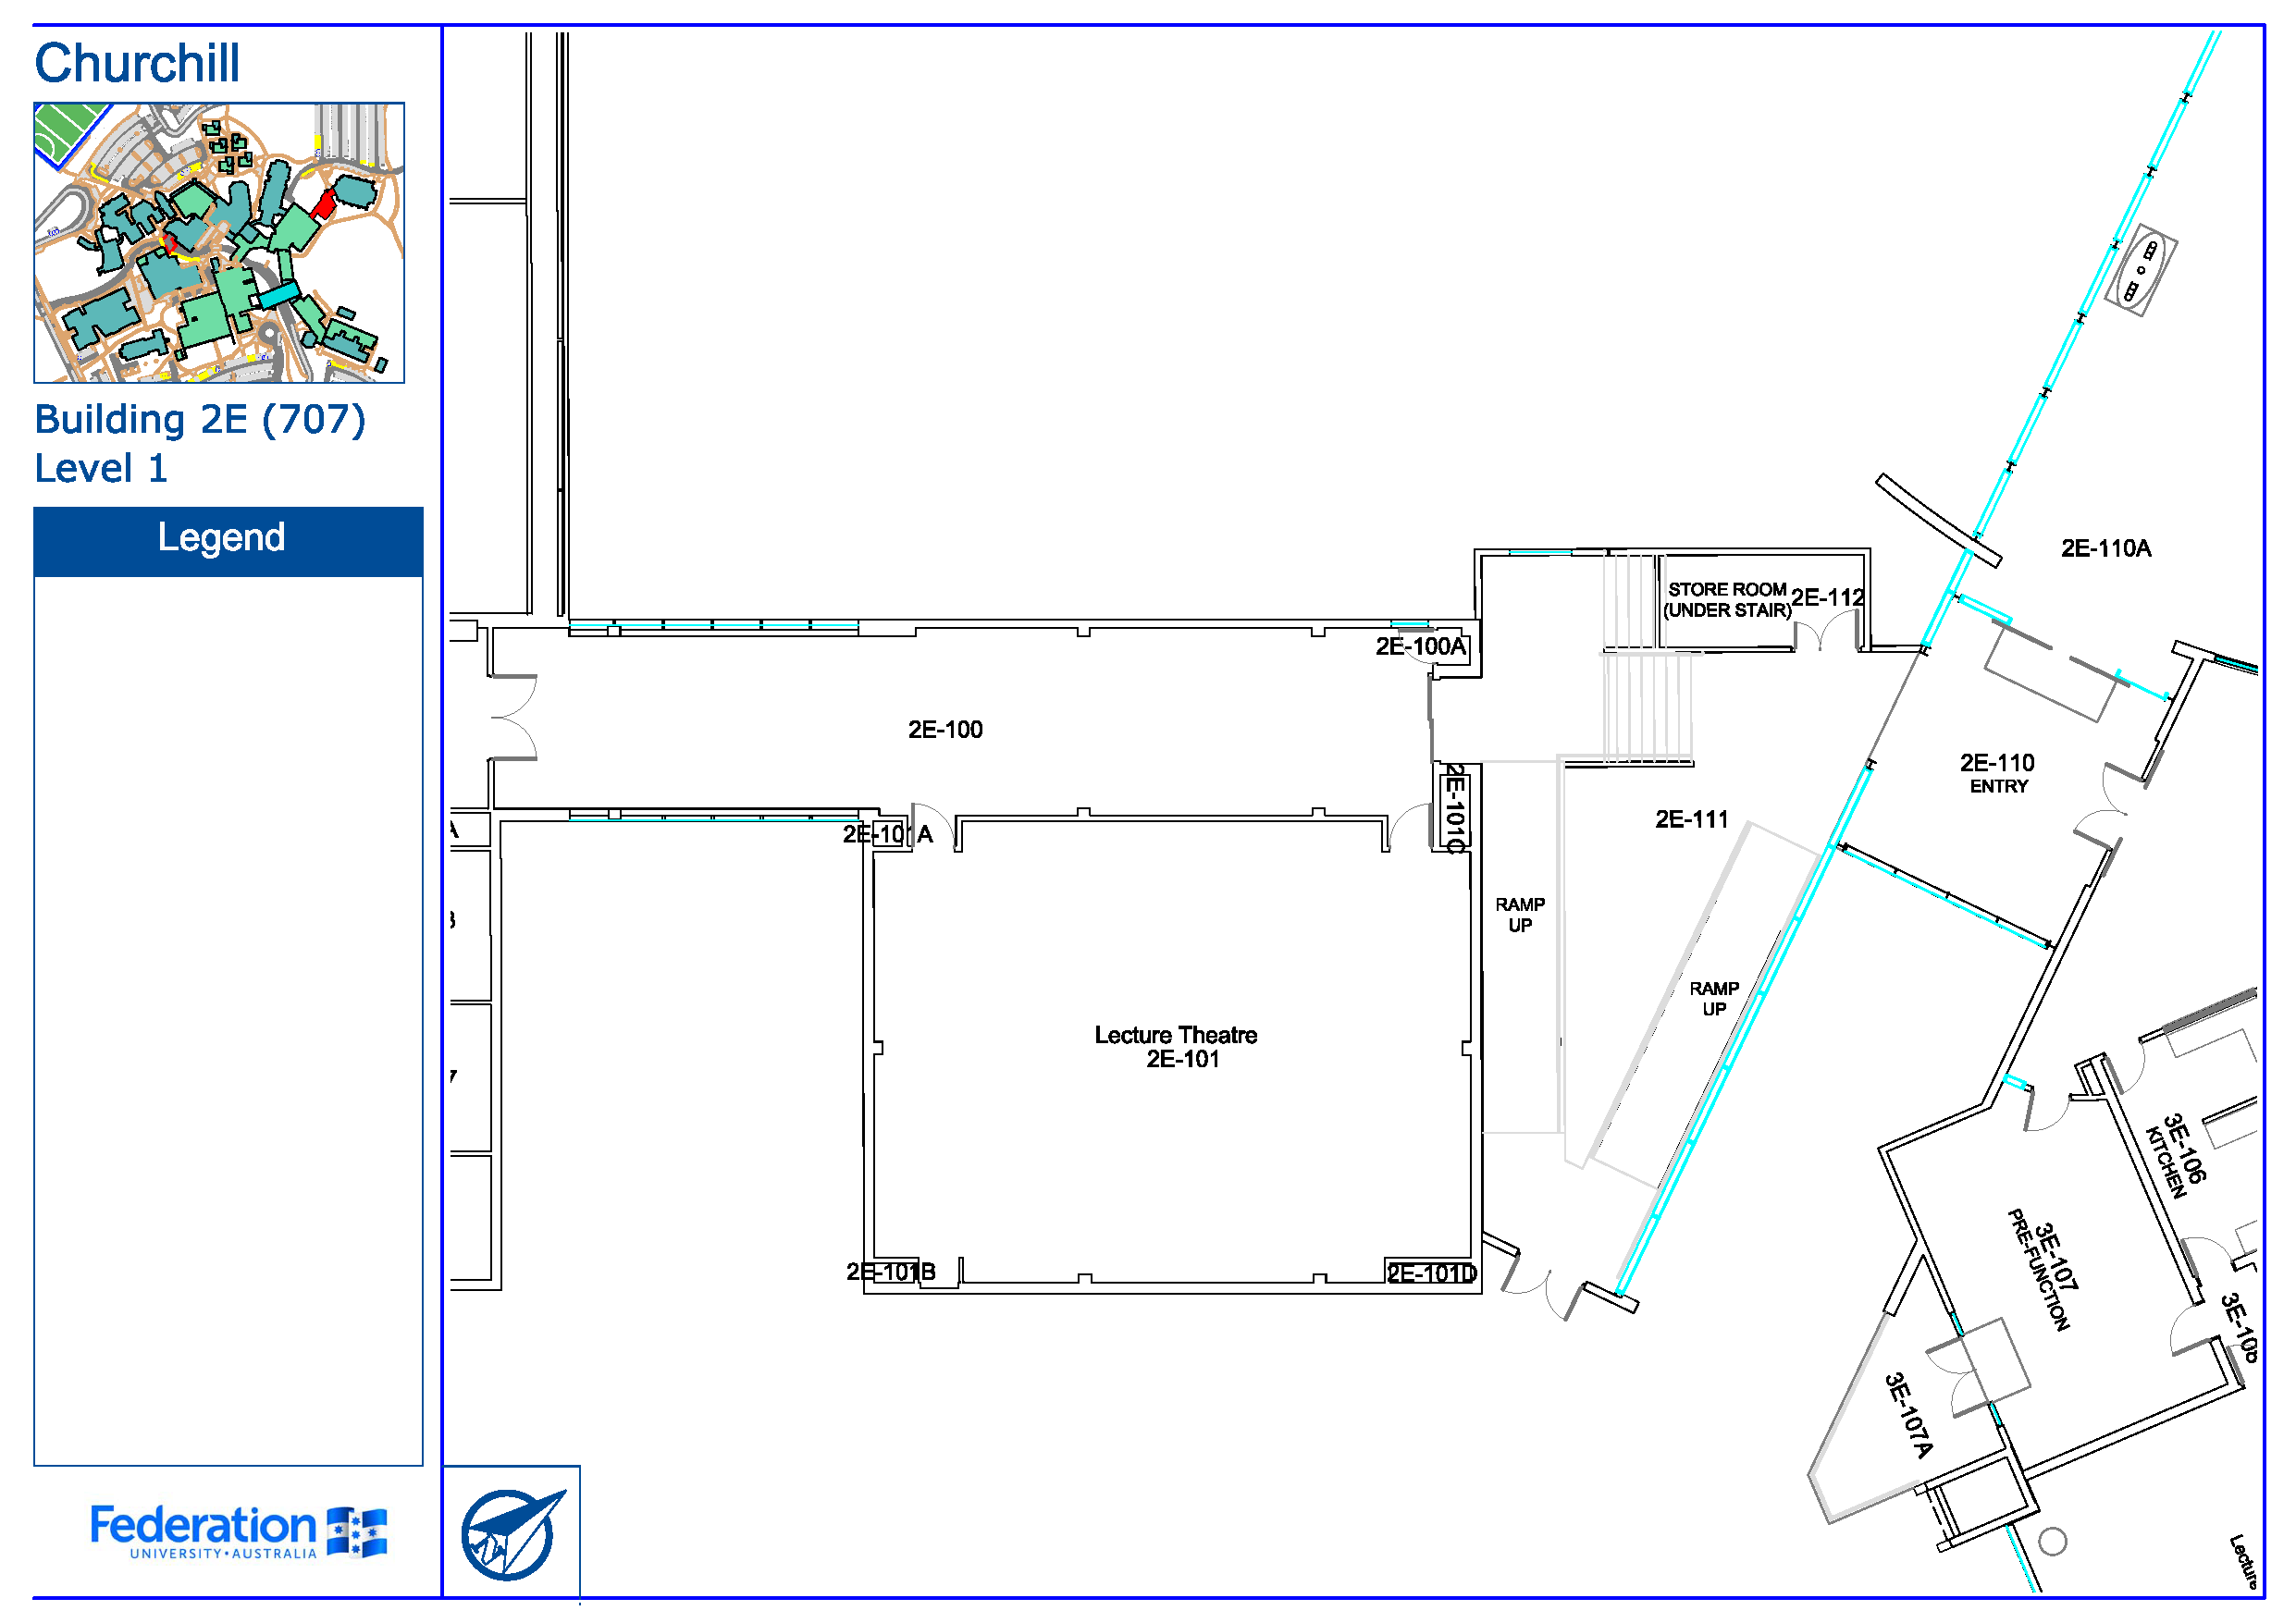 Churchill
Building 2E (707)
Level 1
Legend
Federation
UNIVERSITY • AUSTRALIA
2E-110A
STORE ROOM
(UNDER STAIR)
2E-112
2E-100A
2E-100
2E-110
ENTRY
2E-101C
2E-111
2E-101A
RAMP
UP
RAMP
UP
Lecture Theatre
2E-101
2E-101B
2E-101D
3E-106
KITCHEN
3E-107
PRE-FUNCTION
3E-107A
Lecture
N